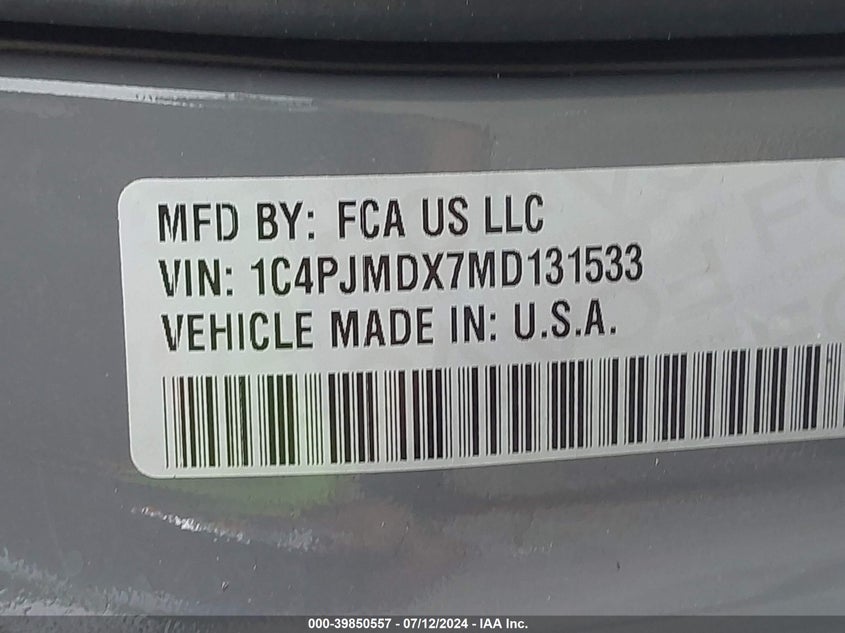 MFD BY: FCA US LLC
VIN: 1C4PJMDX7MD131533
VEHICLE MADE IN: U.S.A.
000-39850557 - 07/12/2024 - IAA Inc.